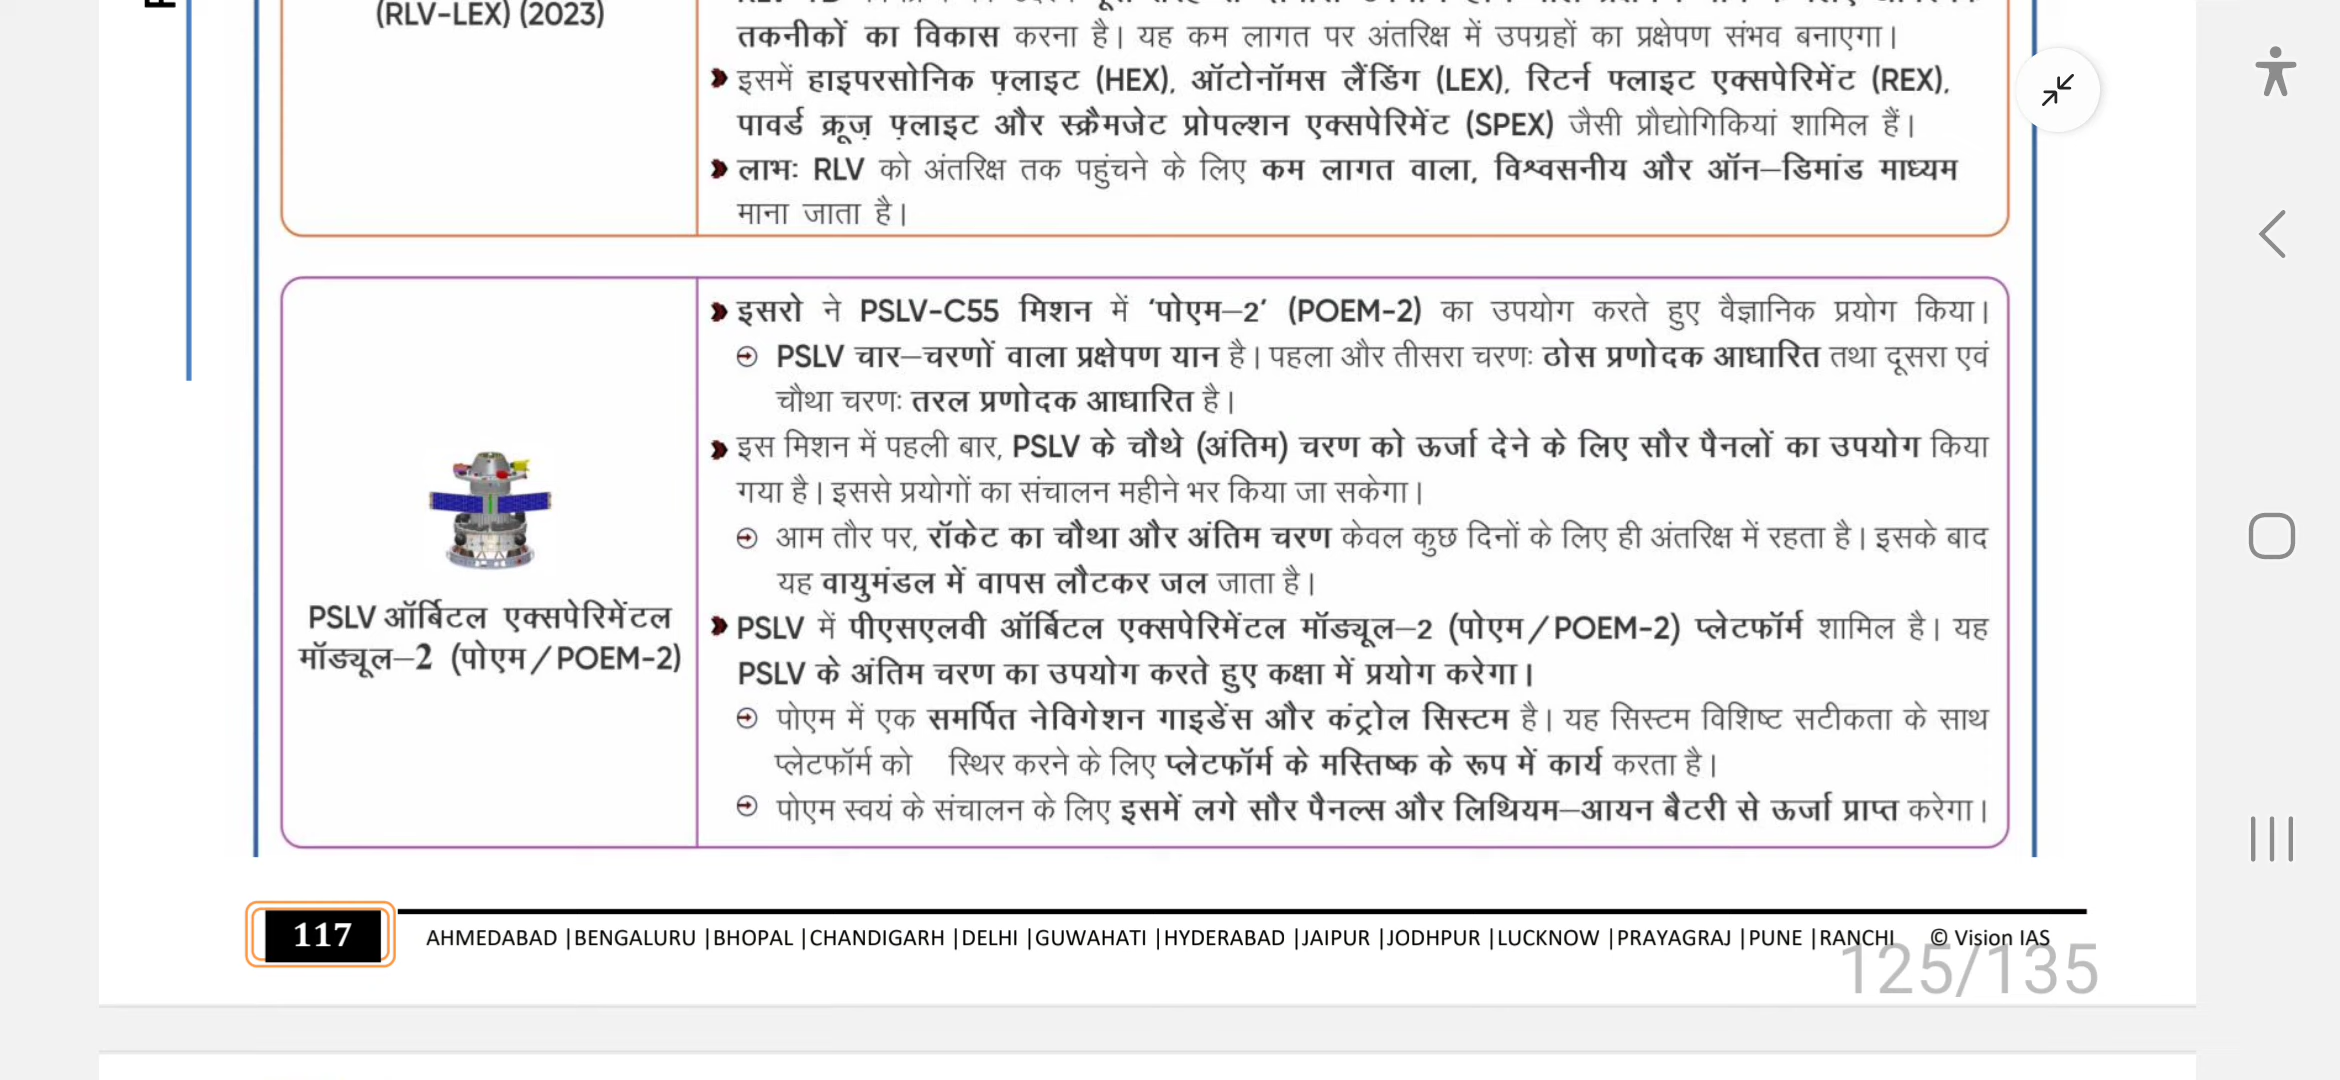 (RLV-LEX) (2023)
तकनीकों का विकास करना है। यह कम लागत पर अंतरिक्ष में उपग्रहों का प्रक्षेपण संभव बनाएगा।
इसमें हाइपरसोनिक फ़्लाइट (HEX), ऑटोनॉमस लैंडिंग (LEX), रिटर्न फ्लाइट एक्सपेरिमेंट (REX),
पावर्ड क्रूज़ फ़्लाइट और स्क्रैमजेट प्रोपल्शन एक्सपेरिमेंट (SPEX) जैसी प्रौद्योगिकियां शामिल हैं।
लाभः RLV को अंतरिक्ष तक पहुंचने के लिए कम लागत वाला, विश्वसनीय और ऑन–डिमांड माध्यम
माना जाता है।
इसरो ने PSLV-C55 मिशन में ‘पोएम–2’ (POEM-2) का उपयोग करते हुए वैज्ञानिक प्रयोग किया।
PSLV चार–चरणों वाला प्रक्षेपण यान है। पहला और तीसरा चरणः ठोस प्रणोदक आधारित तथा दूसरा एवं
चौथा चरणः तरल प्रणोदक आधारित है।
इस मिशन में पहली बार, PSLV के चौथे (अंतिम) चरण को ऊर्जा देने के लिए सौर पैनलों का उपयोग किया
गया है। इससे प्रयोगों का संचालन महीने भर किया जा सकेगा।
आम तौर पर, रॉकेट का चौथा और अंतिम चरण केवल कुछ दिनों के लिए ही अंतरिक्ष में रहता है। इसके बाद
यह वायुमंडल में वापस लौटकर जल जाता है।
PSLV ऑर्बिटल एक्सपेरिमेंटल
मॉड्यूल–2 (पोएम/POEM-2)
PSLV में पीएसएलवी ऑर्बिटल एक्सपेरिमेंटल मॉड्यूल–2 (पोएम/POEM-2) प्लेटफॉर्म शामिल है। यह
PSLV के अंतिम चरण का उपयोग करते हुए कक्षा में प्रयोग करेगा।
पोएम में एक समर्पित नेविगेशन गाइडेंस और कंट्रोल सिस्टम है। यह सिस्टम विशिष्ट सटीकता के साथ
प्लेटफॉर्म को स्थिर करने के लिए प्लेटफॉर्म के मस्तिष्क के रूप में कार्य करता है।
पोएम स्वयं के संचालन के लिए इसमें लगे सौर पैनल्स और लिथियम–आयन बैटरी से ऊर्जा प्राप्त करेगा।
117
AHMEDABAD |BENGALURU |BHOPAL |CHANDIGARH |DELHI |GUWAHATI |HYDERABAD |JAIPUR |JODHPUR |LUCKNOW |PRAYAGRAJ |PUNE |RANCHI © Vision IAS
125/135